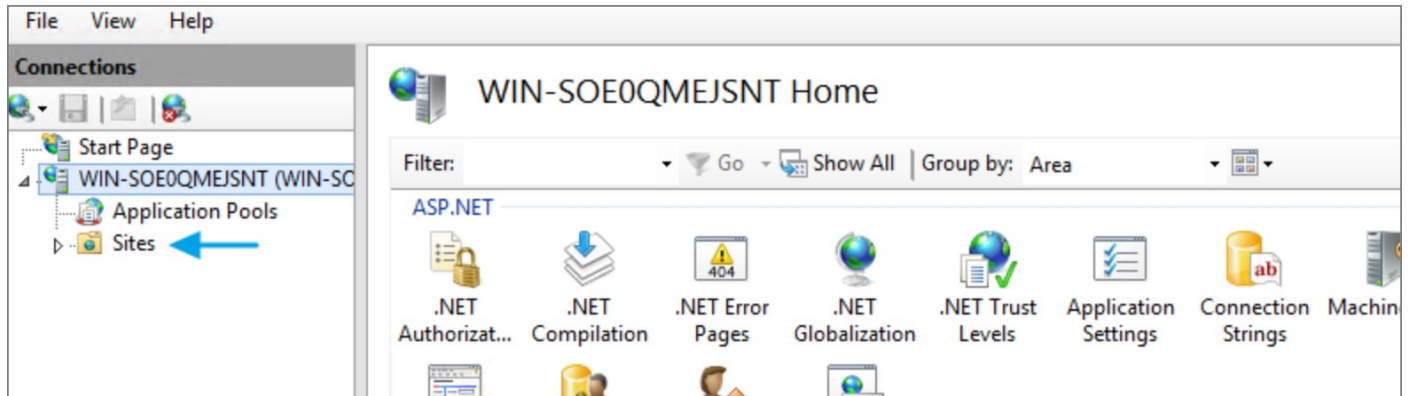 File View Help
Connections
WIN-SOE0QMEJSNT Home
Start Page
WIN-SOE0QMEJSNT (WIN-SO
Application Pools
Sites
Filter: Go Show All Group by: Area
ASP.NET
404
ab
.NET Authorizat...
.NET Compilation
.NET Error Pages
.NET Globalization
.NET Trust Levels
Application Settings
Connection Strings
Machin